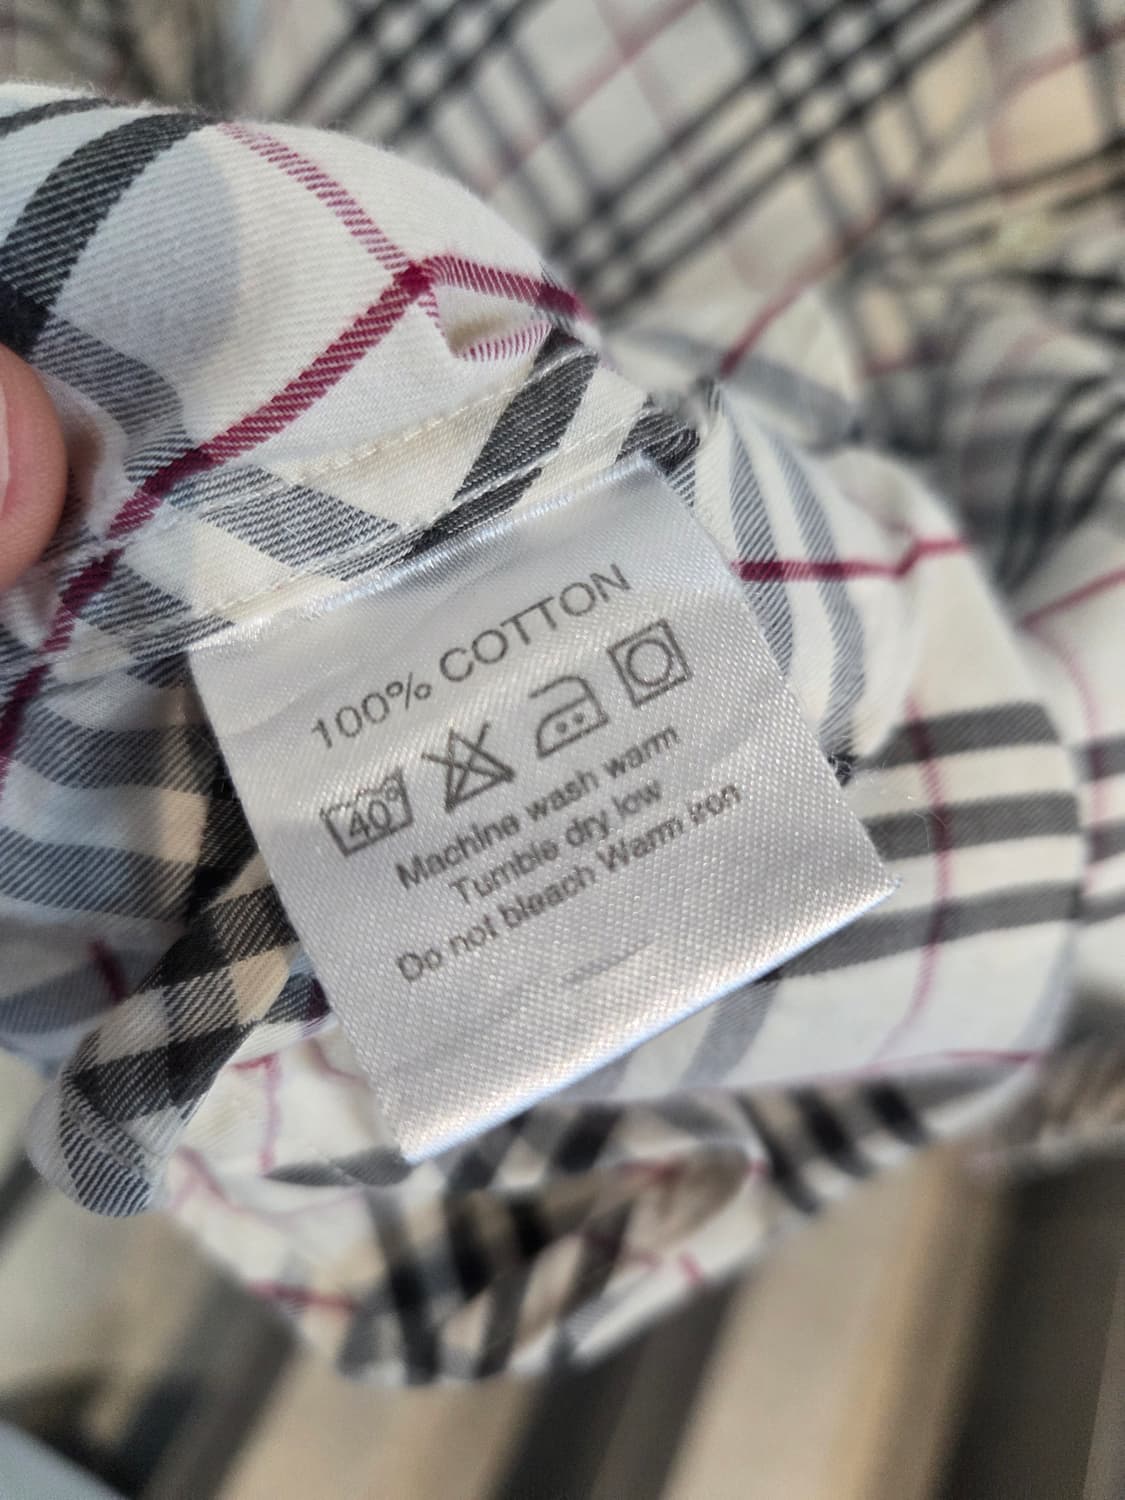 100% COTTON
40°
Machine wash warm
Tumble dry low
Do not bleach Warm iron